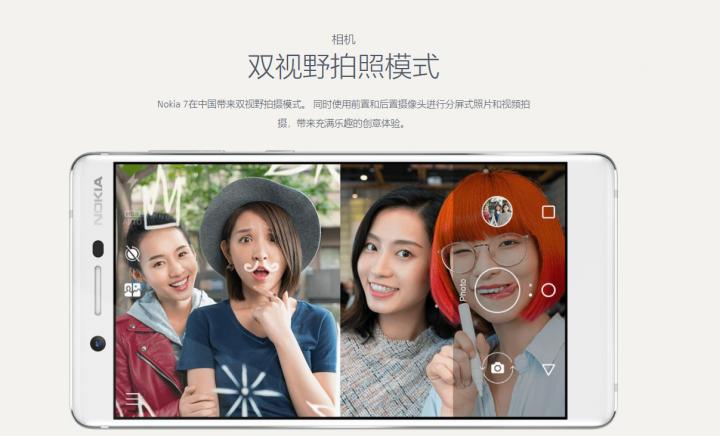 相机
双视野拍照模式
Nokia 7在中国带来双视野拍摄模式。 同时使用前置和后置摄像头进行分屏式照片和视频拍
摄，带来充满乐趣的创意体验。
NOKIA
Photo